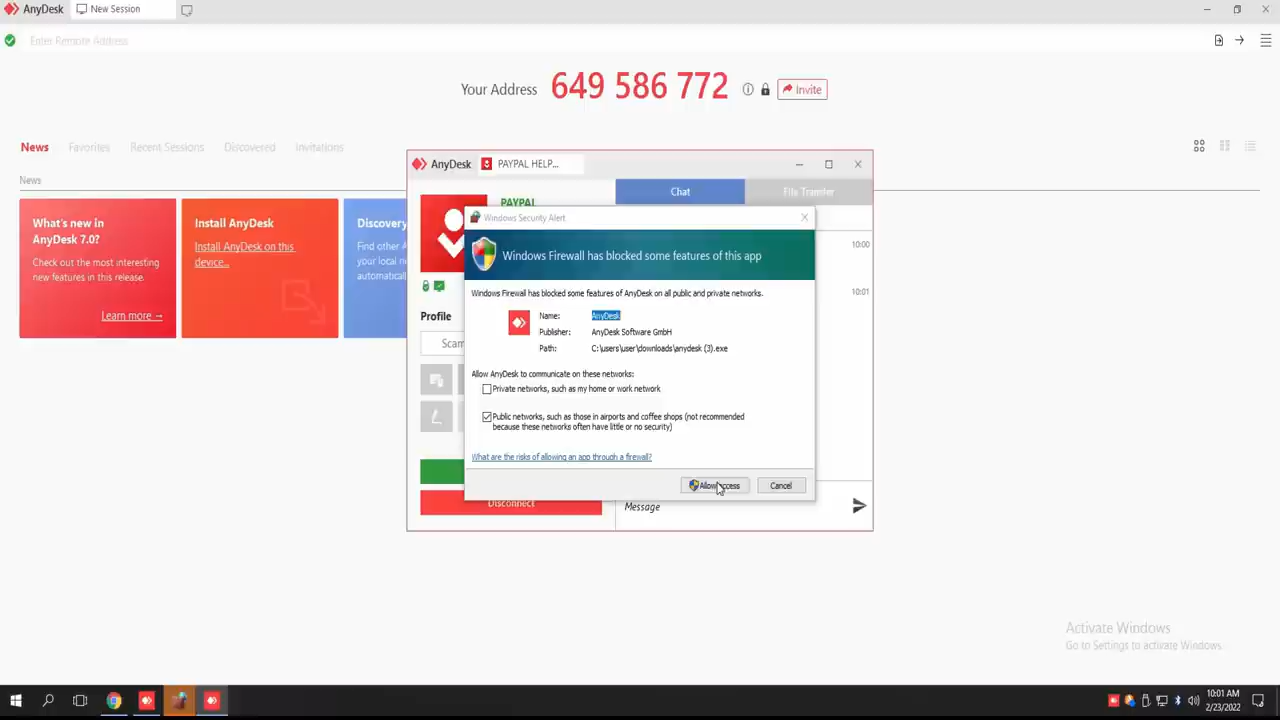 AnyDesk
New Session
Enter Remote Address
Your Address 649 586 772 Invite
News Favorites Recent Sessions Discovered Invitations
News
What's new in
AnyDesk 7.0?
Check out the most interesting
new features in this release.
Learn more →
Install AnyDesk
Install AnyDesk on this
device...
Discovery
Find other
your local
automatical
AnyDesk PAYPAL HELP...
Chat File Transfer
PAYPAL
10:00
10:01
Profile
Scam
Disconnect
Message
Windows Security Alert
Windows Firewall has blocked some features of this app
Windows Firewall has blocked some features of AnyDesk on all public and private networks.
Name: AnyDesk
Publisher: AnyDesk Software GmbH
Path: C:\users\user\downloads\anydesk (3).exe
Allow AnyDesk to communicate on these networks:
Private networks, such as my home or work network
Public networks, such as those in airports and coffee shops (not recommended
because these networks often have little or no security)
What are the risks of allowing an app through a firewall?
Allow access Cancel
Activate Windows
Go to Settings to activate Windows.
10:01 AM
2/23/2022